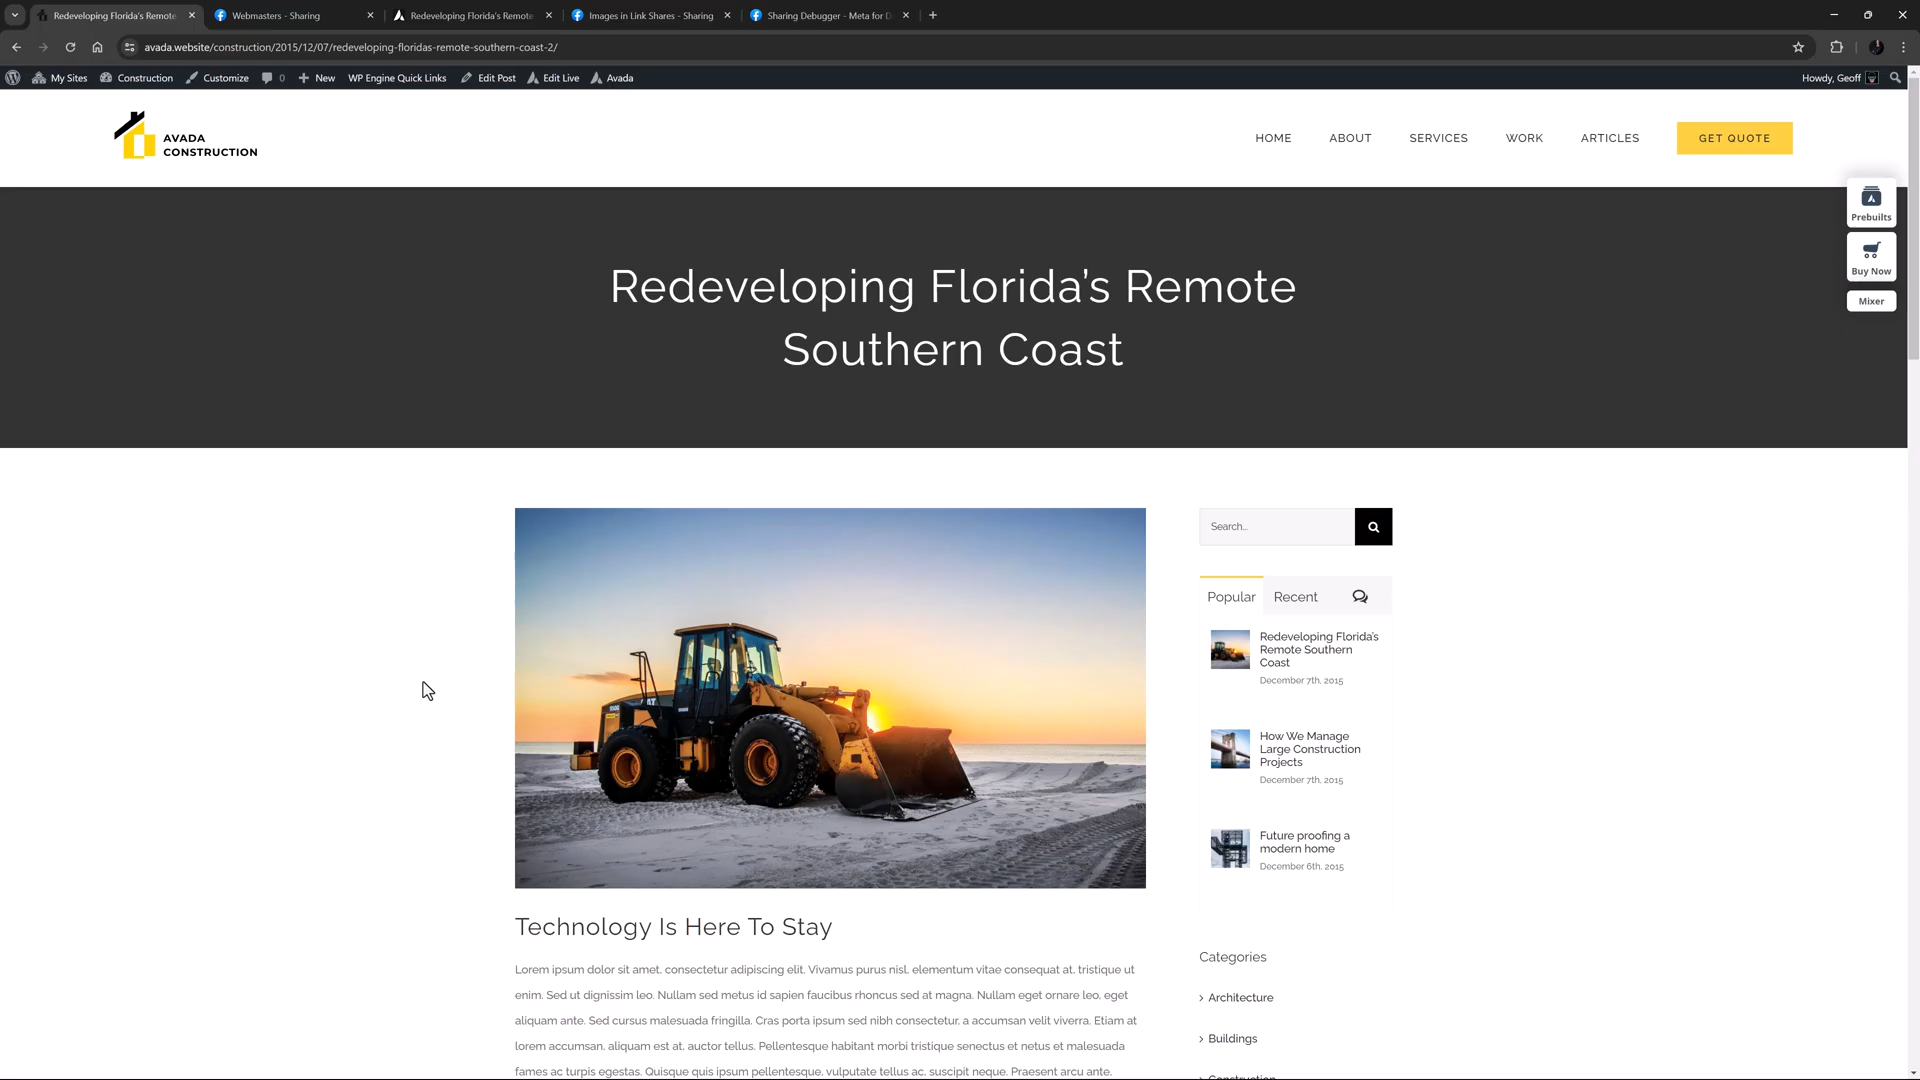 Redeveloping Florida's Remote
Webmasters - Sharing
Redeveloping Florida's Remote
Images in Link Shares - Sharing
Sharing Debugger - Meta for D
avada.website/construction/2015/12/07/redeveloping-floridas-remote-southern-coast-2/
My Sites
Construction
Customize
0
New
WP Engine Quick Links
Edit Post
Edit Live
Avada
Howdy, Geoff
AVADA
CONSTRUCTION
HOME
ABOUT
SERVICES
WORK
ARTICLES
GET QUOTE
Prebuilts
Buy Now
Mixer
Redeveloping Florida’s Remote
Southern Coast
Search...
Popular
Recent
Redeveloping Florida’s
Remote Southern
Coast
December 7th, 2015
How We Manage
Large Construction
Projects
December 7th, 2015
Future proofing a
modern home
December 6th, 2015
CAT
Technology Is Here To Stay
Lorem ipsum dolor sit amet, consectetur adipiscing elit. Vivamus purus nisl, elementum vitae consequat at, tristique ut
enim. Sed ut dignissim leo. Nullam sed metus id sapien faucibus rhoncus sed at magna. Nullam eget ornare leo, eget
aliquam ante. Sed cursus malesuada fringilla. Cras porta ipsum sed nibh consectetur, a accumsan velit viverra. Etiam at
lorem accumsan, aliquam est at, auctor tellus. Pellentesque habitant morbi tristique senectus et netus et malesuada
fames ac turpis egestas. Quisque quis ipsum pellentesque, vulputate tellus ac, suscipit neque. Praesent arcu ante,
Categories
Architecture
Buildings
Construction